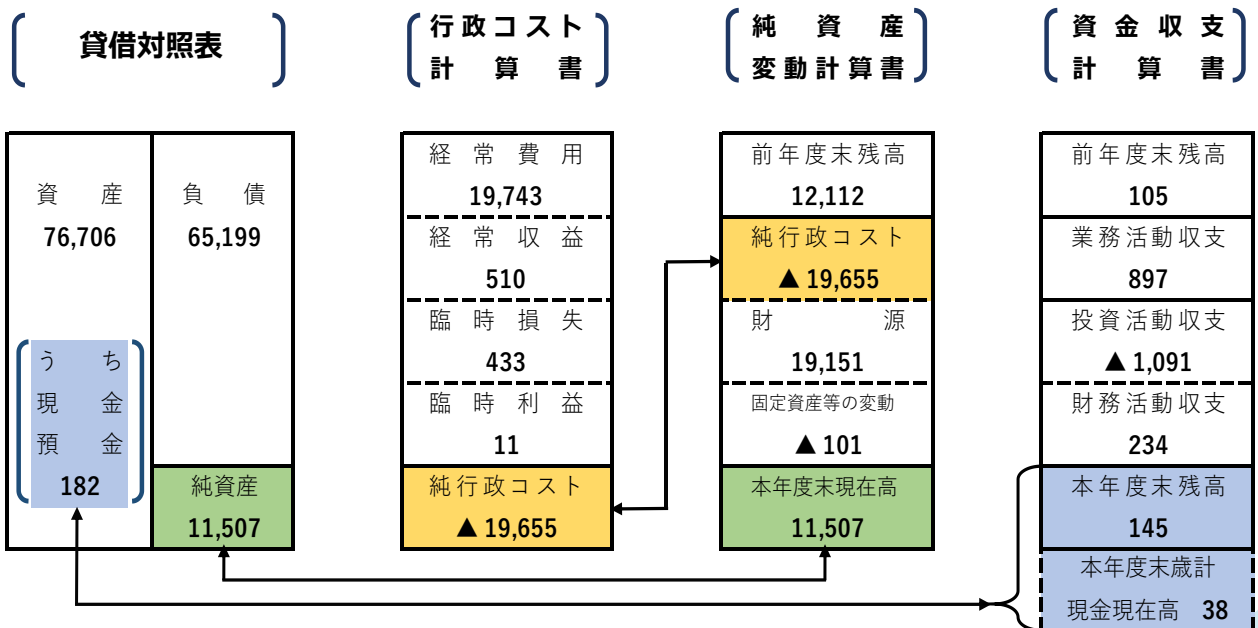 貸借対照表
行政コスト
計算書
純資産
変動計算書
資金収支
計算書
資産
76,706
うち
現金
預金
182
負債
65,199
純資産
11,507
経常費用
19,743
経常収益
510
臨時損失
433
臨時利益
11
純行政コスト
▲ 19,655
前年度末残高
12,112
純行政コスト
▲ 19,655
財源
19,151
固定資産等の変動
▲ 101
本年度末現在高
11,507
前年度末残高
105
業務活動収支
897
投資活動収支
▲ 1,091
財務活動収支
234
本年度末残高
145
本年度末歳計
現金現在高 38